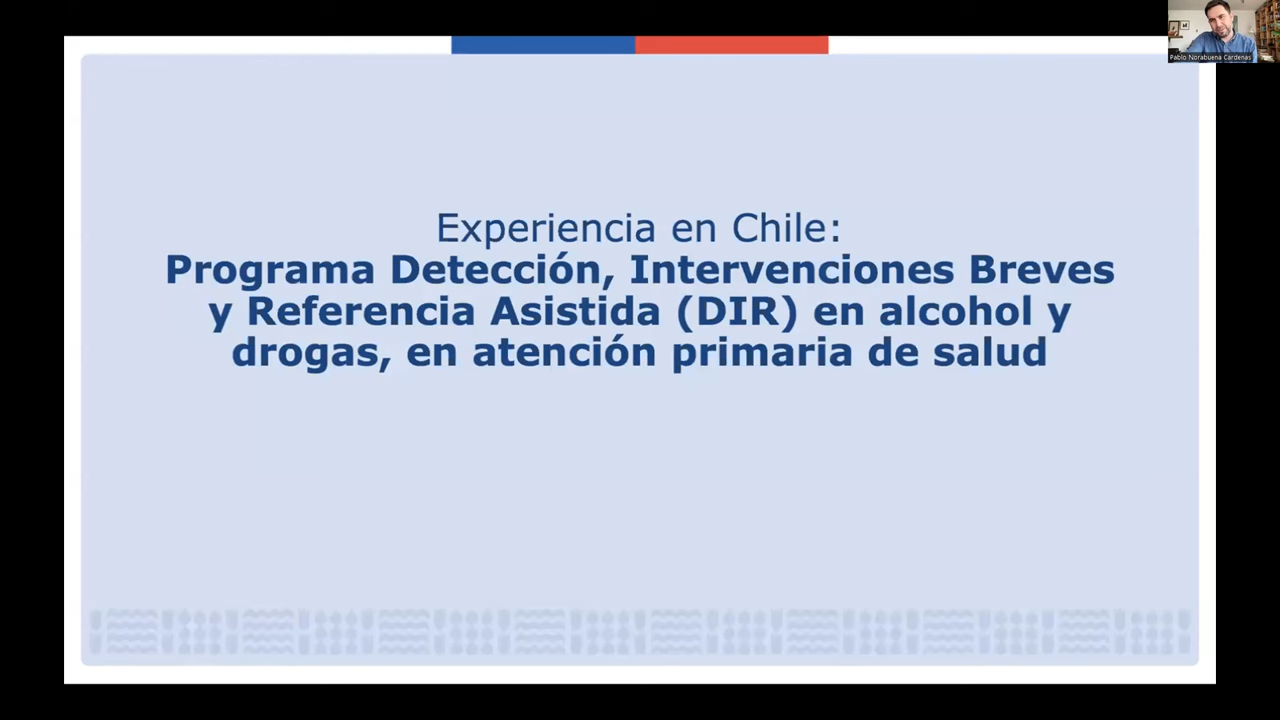 Pablo Norabuena Cardenas
Experiencia en Chile:
Programa Detección, Intervenciones Breves
y Referencia Asistida (DIR) en alcohol y
drogas, en atención primaria de salud